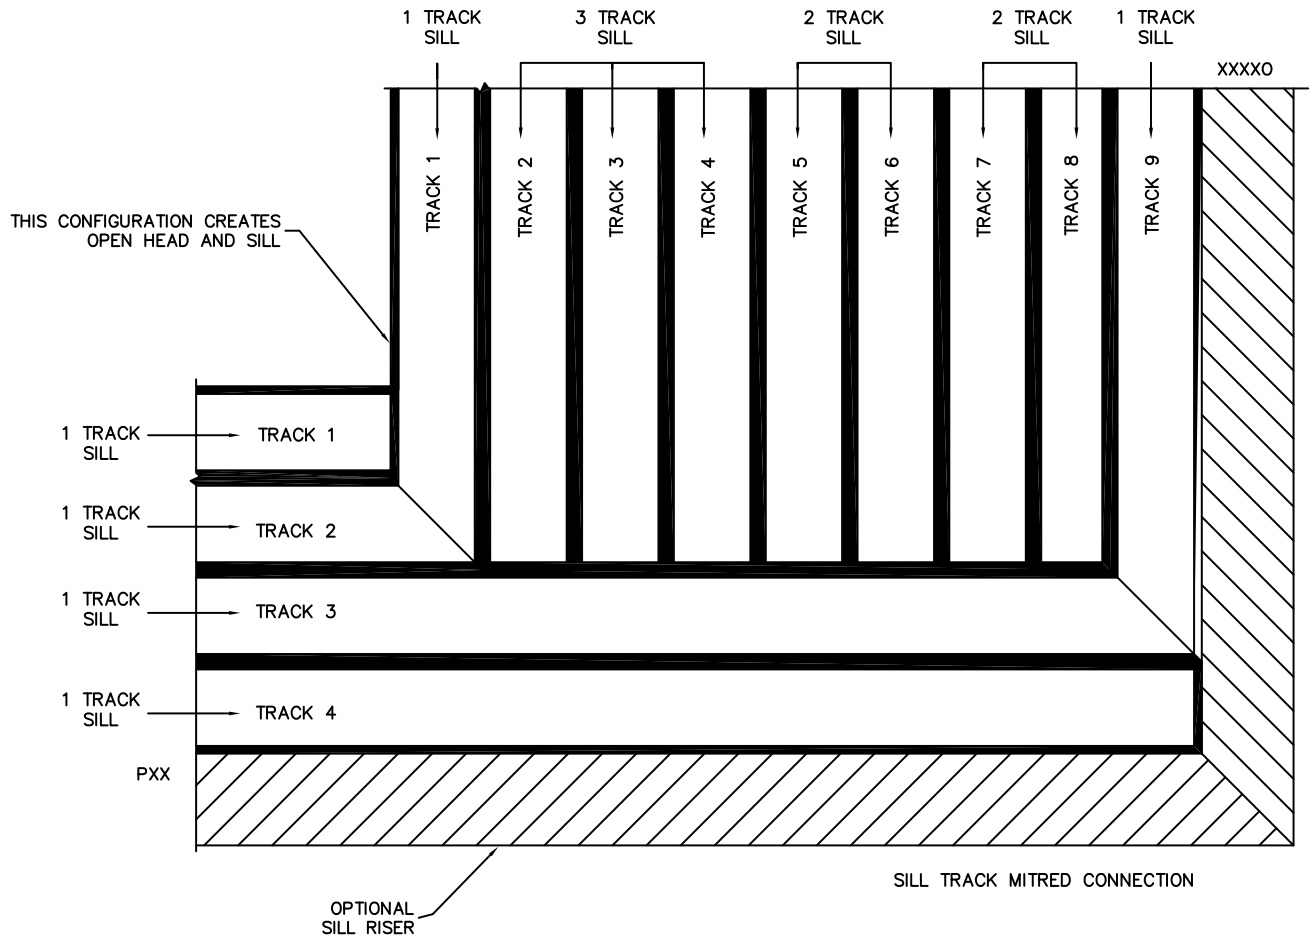 1 TRACK
SILL
3 TRACK
SILL
2 TRACK
SILL
2 TRACK
SILL
1 TRACK
SILL
XXXXO
TRACK 1
TRACK 2
TRACK 3
TRACK 4
TRACK 5
TRACK 6
TRACK 7
TRACK 8
TRACK 9
THIS CONFIGURATION CREATES
OPEN HEAD AND SILL
1 TRACK
SILL
TRACK 1
1 TRACK
SILL
TRACK 2
1 TRACK
SILL
TRACK 3
1 TRACK
SILL
TRACK 4
PXX
SILL TRACK MITRED CONNECTION
OPTIONAL
SILL RISER